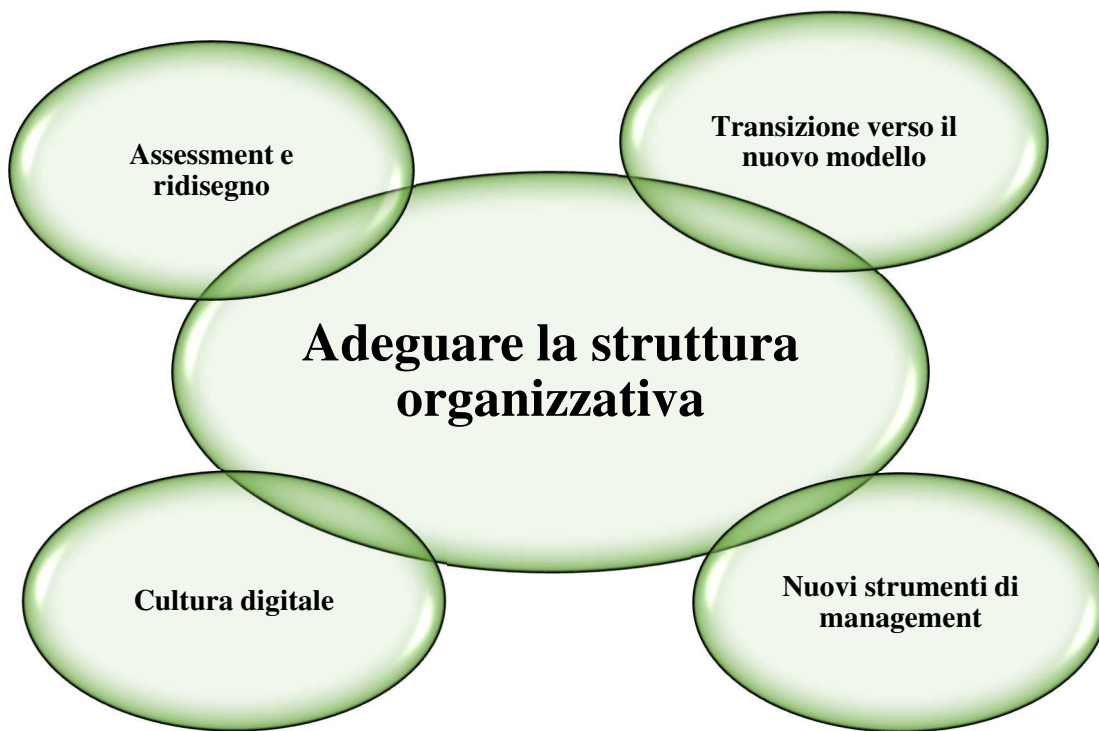 Assessment e
ridisegno
Transizione verso il
nuovo modello
Adeguare la struttura
organizzativa
Cultura digitale
Nuovi strumenti di
management